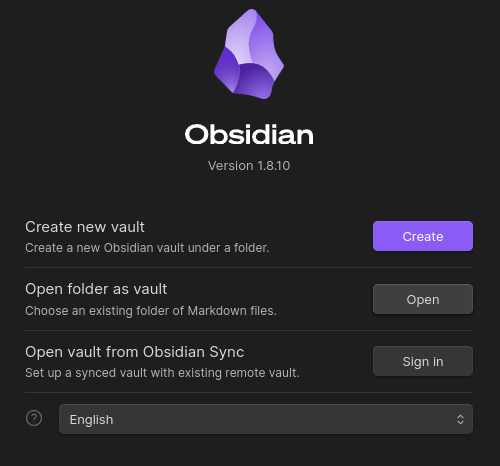 Obsidian
Version 1.8.10
Create new vault
Create a new Obsidian vault under a folder.
Create
Open folder as vault
Choose an existing folder of Markdown files.
Open
Open vault from Obsidian Sync
Set up a synced vault with existing remote vault.
Sign in
?
English